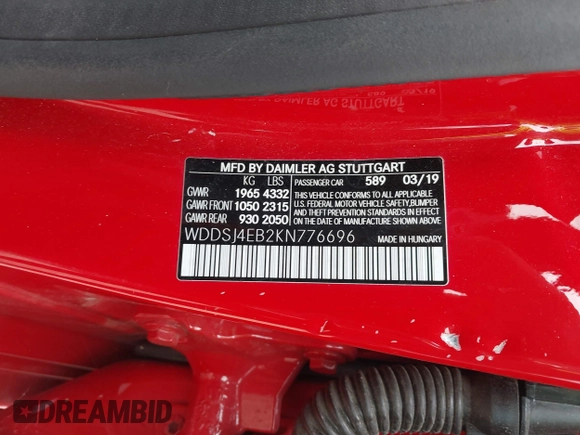 MFD BY DAIMLER AG STUTTGART
KG LBS
GVWR 1965 4332
GAWR FRONT 1050 2315
GAWR REAR 930 2050
PASSENGER CAR 589 03/19
THIS VEHICLE CONFORMS TO ALL APPLICABLE
U.S. FEDERAL MOTOR VEHICLE SAFETY, BUMPER
AND THEFT PREVENTION STANDARDS IN EFFECT
ON THE DATE OF MANUFACTURE SHOWN ABOVE
WDDSJ4EB2KN776696
MADE IN HUNGARY
DREAMBID